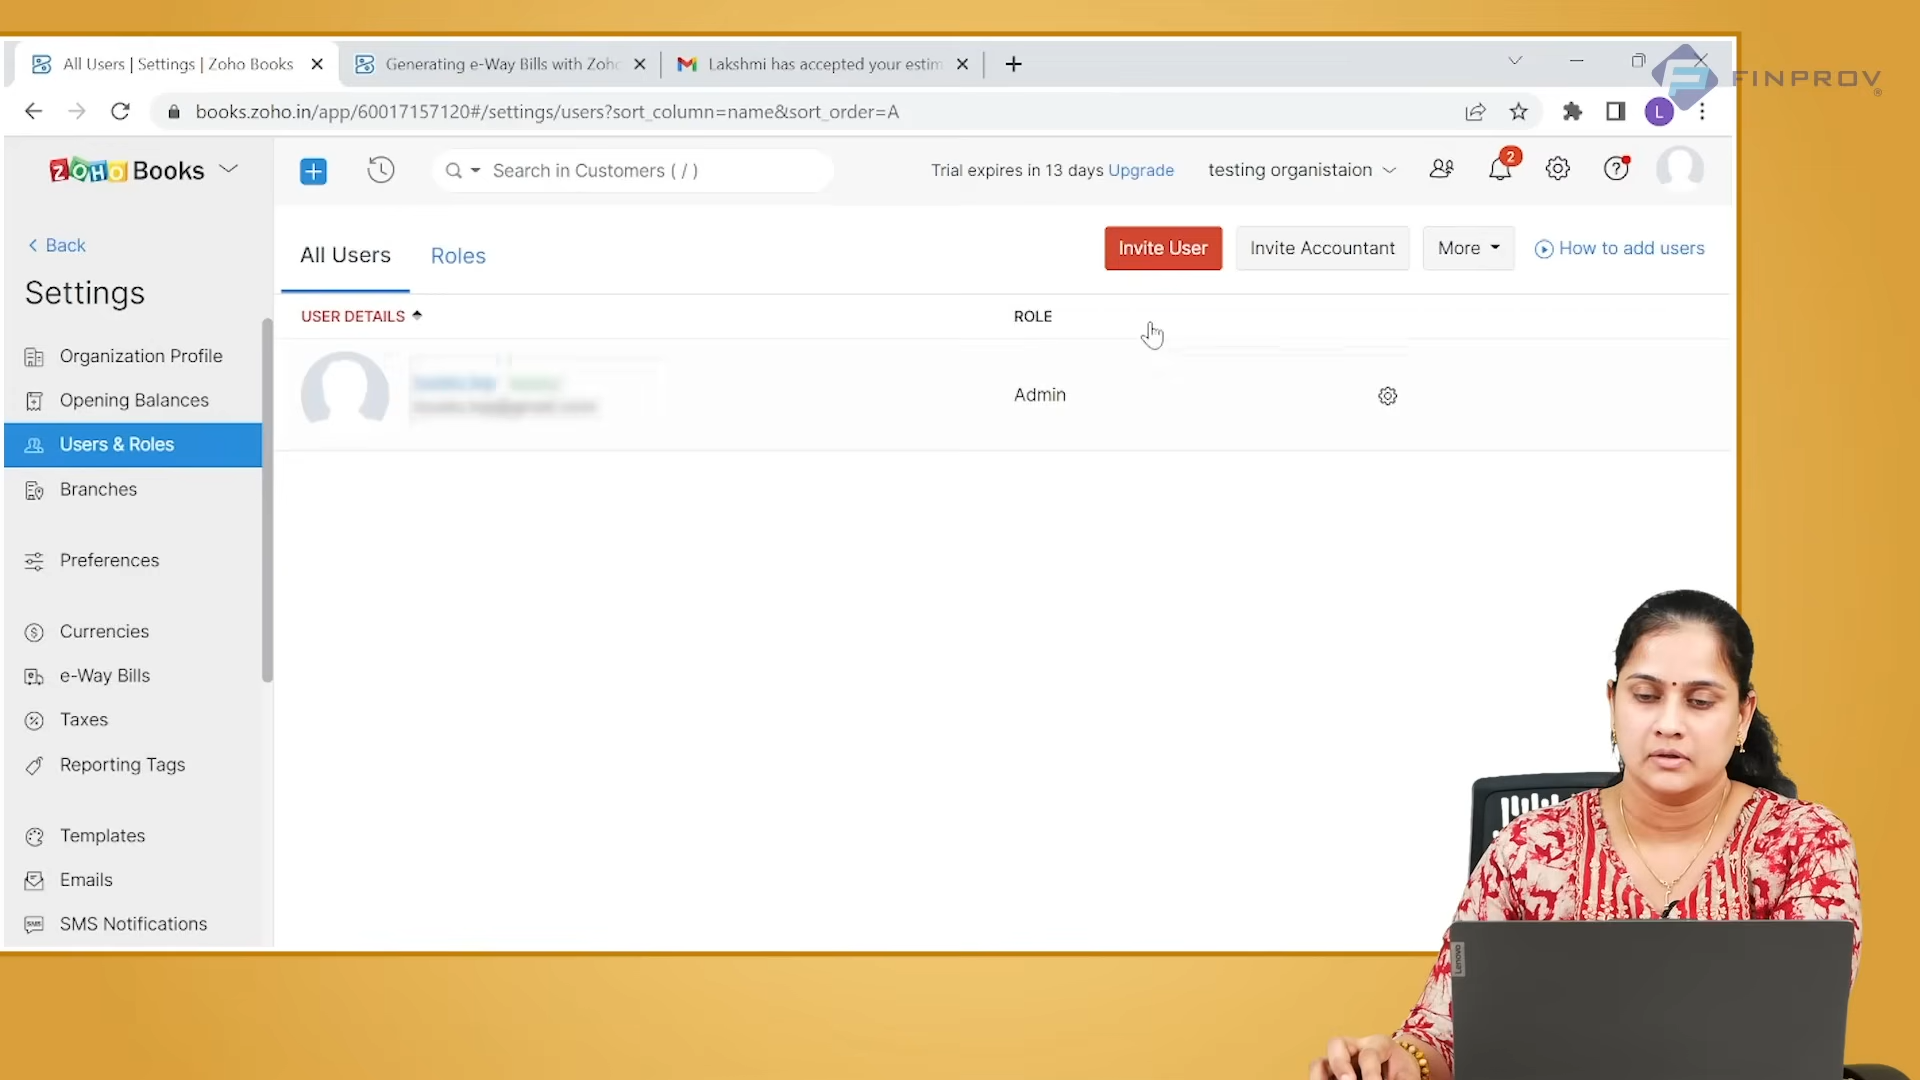 All Users | Settings | Zoho Books
Generating e-Way Bills with Zoh
Lakshmi has accepted your estim
FINPROV
books.zoho.in/app/60017157120#/settings/users?sort_column=name&sort_order=A
L
ZOHO Books
Search in Customers ( / )
Trial expires in 13 days Upgrade
testing organistaion
2
Back
Settings
Organization Profile
Opening Balances
Users & Roles
Branches
Preferences
Currencies
e-Way Bills
Taxes
Reporting Tags
Templates
Emails
SMS Notifications
All Users
Roles
Invite User
Invite Accountant
More
How to add users
USER DETAILS
ROLE
Admin
Lenovo